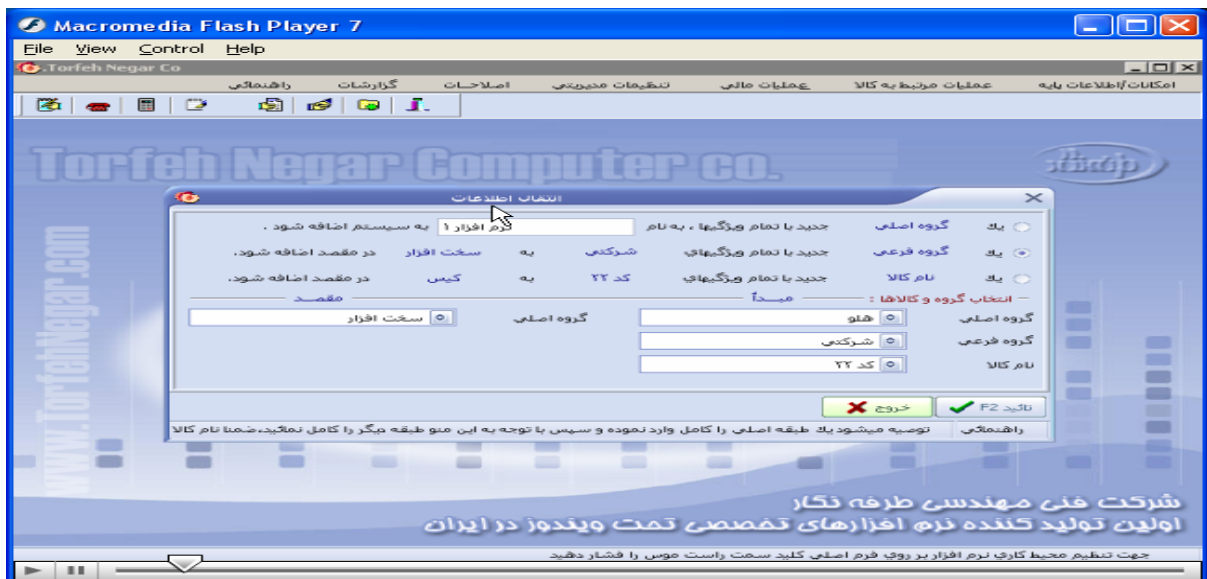 Macromedia Flash Player 7
File View Control Help
.Torfeh Negar Co
امکانات/اطلاعات پایه عملیات مرتبط به کالا عملیات مالی تنظیمات مدیریتی اصلاحات گزارشات راهنمائی
Torfeh Negar Computer co.
www.TorfehNegar.com
انتقاب اطلاعات
یك گروه اصلی جدید با تمام ویژگیها ، به نام نرم افزار ۱ به سیستم اضافه شود .
یك گروه فرعی جدید با تمام ویژگیهای شرکتی به سخت افزار در مقصد اضافه شود.
یك نام کالا جدید با تمام ویژگیهای کد ۲۲ به کیس در مقصد اضافه شود.
انتخاب گروه و کالاها : مبدأ مقصد
گروه اصلی هلو گروه اصلی سخت افزار
گروه فرعی شرکتی
نام کالا کد ۲۲
تائید F2 خروج
راهنمائی توصیه میشود یك طبقه اصلی را کامل وارد نموده و سپس با توجه به این منو طبقه دیگر را کامل نمائید،ضمنا نام کالا
شرکت فنی مهندسی طرفه نگار
اولین تولید کننده نرم افزارهای تخصصی تحت ویندوز در ایران
جهت تنظیم محیط کاری نرم افزار بر روی فرم اصلی کلید سمت راست موس را فشار دهید